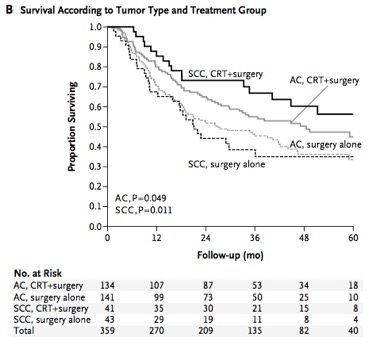 B Survival According to Tumor Type and Treatment Group
1.0
0.9
0.8
0.7
0.6
0.5
0.4
0.3
0.2
0.1
0.0
Proportion Surviving
SCC, CRT+surgery
AC, CRT+surgery
AC, surgery alone
SCC, surgery alone
AC, P=0.049
SCC, P=0.011
0 12 24 36 48 60
Follow-up (mo)
No. at Risk
AC, CRT+surgery 134 107 87 53 34 18
AC, surgery alone 141 99 73 50 25 10
SCC, CRT+surgery 41 35 30 21 15 8
SCC, surgery alone 43 29 19 11 8 4
Total 359 270 209 135 82 40